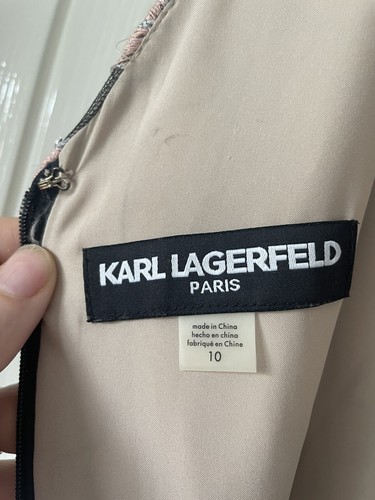 KARL LAGERFELD
PARIS
made in China
hecho en china
fabriqué en Chine
10